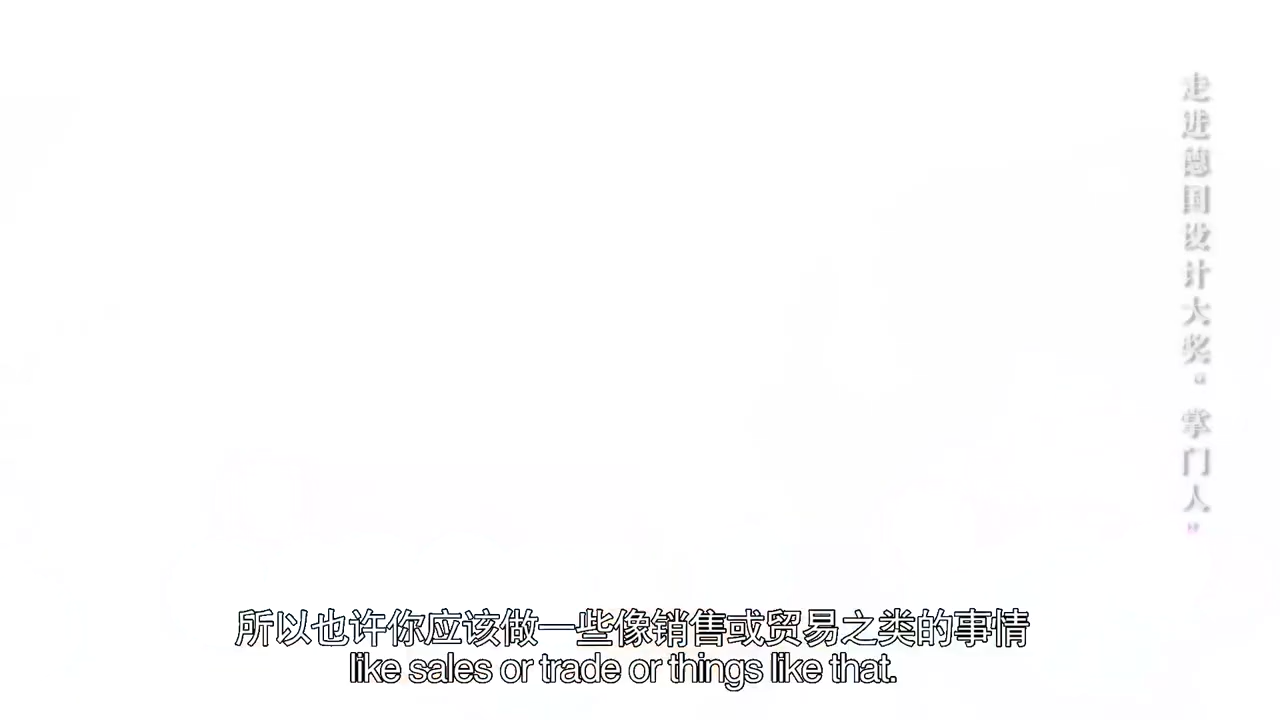 走进德国设计大奖“掌门人”
所以也许你应该做一些像销售或贸易之类的事情
like sales or trade or things like that.